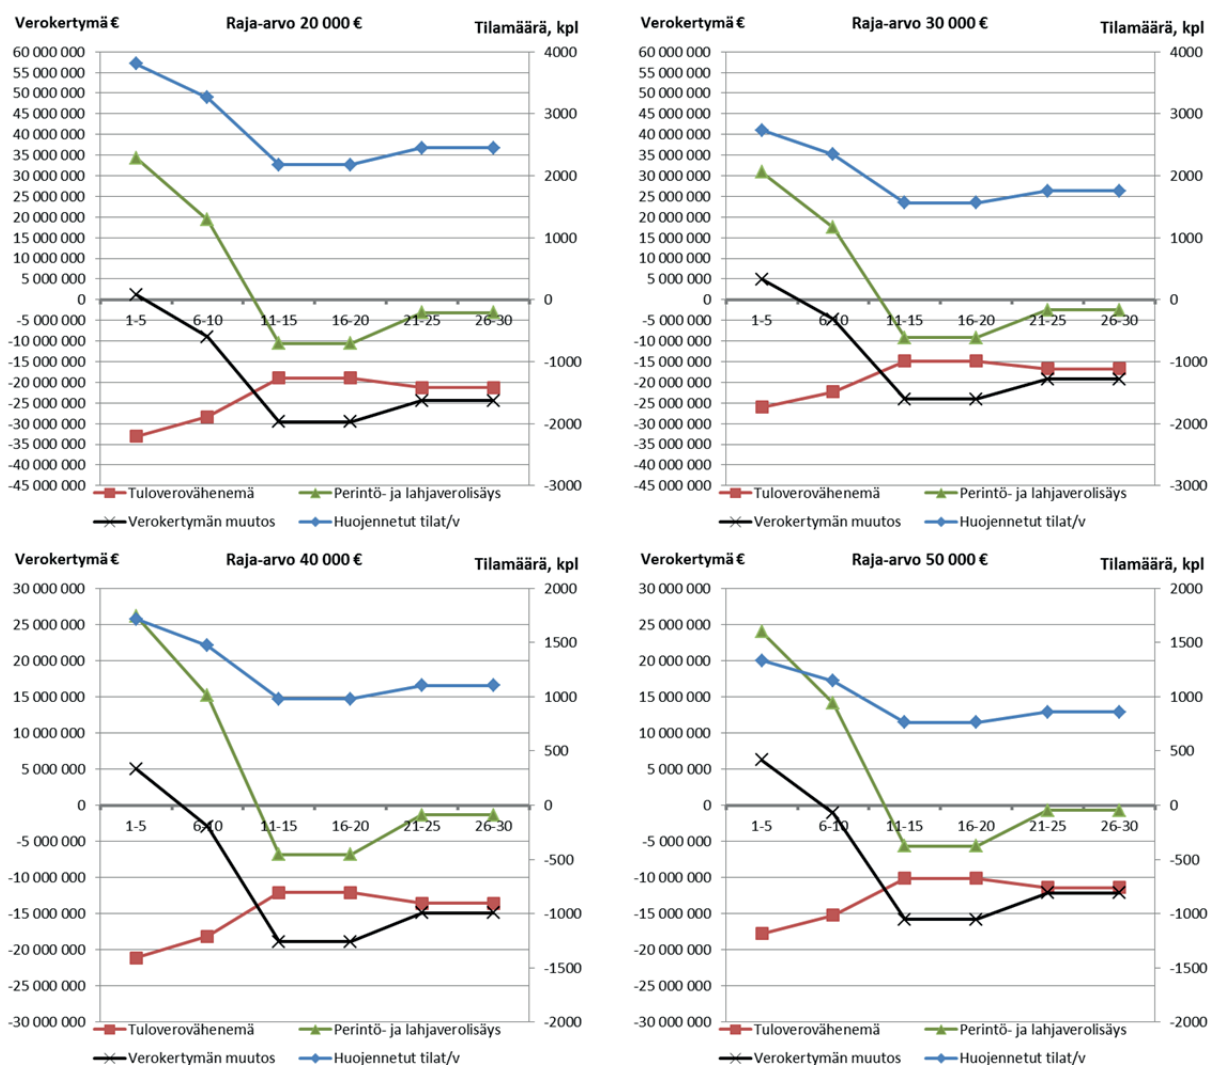 Verokertymä € Raja-arvo 20 000 € Tilamäärä, kpl
60 000 000 4000
55 000 000
50 000 000
45 000 000 3000
40 000 000
35 000 000
30 000 000 2000
25 000 000
20 000 000
15 000 000 1000
10 000 000
5 000 000
0 0
-5 000 000 1-5 6-10 11-15 16-20 21-25 26-30
-10 000 000
-15 000 000 -1000
-20 000 000
-25 000 000
-30 000 000 -2000
-35 000 000
-40 000 000
-45 000 000 -3000
Tuloverovähenemä Perintö- ja lahjaverolisäys
Verokertymän muutos Huojennetut tilat/v
Verokertymä € Raja-arvo 30 000 € Tilamäärä, kpl
60 000 000 4000
55 000 000
50 000 000
45 000 000 3000
40 000 000
35 000 000
30 000 000 2000
25 000 000
20 000 000
15 000 000 1000
10 000 000
5 000 000
0 0
-5 000 000 1-5 6-10 11-15 16-20 21-25 26-30
-10 000 000
-15 000 000 -1000
-20 000 000
-25 000 000
-30 000 000 -2000
-35 000 000
-40 000 000
-45 000 000 -3000
Tuloverovähenemä Perintö- ja lahjaverolisäys
Verokertymän muutos Huojennetut tilat/v
Verokertymä € Raja-arvo 40 000 € Tilamäärä, kpl
30 000 000 2000
25 000 000 1500
20 000 000
15 000 000 1000
10 000 000 500
5 000 000
0 0
1-5 6-10 11-15 16-20 21-25 26-30
-5 000 000 -500
-10 000 000
-15 000 000 -1000
-20 000 000 -1500
-25 000 000
-30 000 000 -2000
Tuloverovähenemä Perintö- ja lahjaverolisäys
Verokertymän muutos Huojennetut tilat/v
Verokertymä € Raja-arvo 50 000 € Tilamäärä, kpl
30 000 000 2000
25 000 000 1500
20 000 000
15 000 000 1000
10 000 000 500
5 000 000
0 0
1-5 6-10 11-15 16-20 21-25 26-30
-5 000 000 -500
-10 000 000
-15 000 000 -1000
-20 000 000 -1500
-25 000 000
-30 000 000 -2000
Tuloverovähenemä Perintö- ja lahjaverolisäys
Verokertymän muutos Huojennetut tilat/v